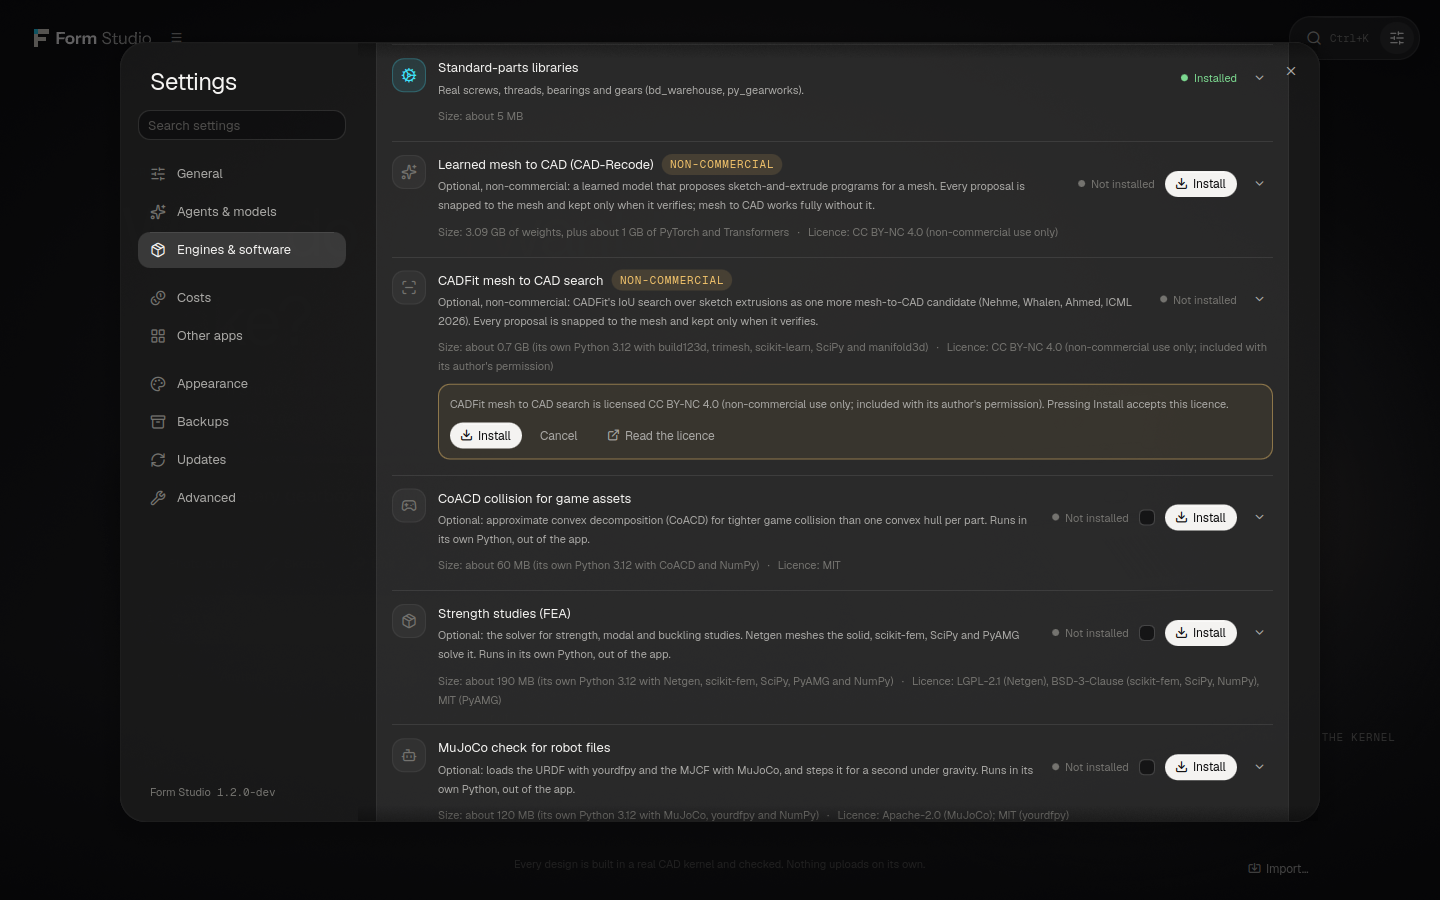 Form Studio
Ctrl+K
Settings
Search settings
General
Agents & models
Engines & software
Costs
Other apps
Appearance
Backups
Updates
Advanced
Form Studio 1.2.0-dev
Standard-parts libraries
Installed
Real screws, threads, bearings and gears (bd_warehouse, py_gearworks).
Size: about 5 MB
Learned mesh to CAD (CAD-Recode) NON-COMMERCIAL
Optional, non-commercial: a learned model that proposes sketch-and-extrude programs for a mesh. Every proposal is
snapped to the mesh and kept only when it verifies; mesh to CAD works fully without it.
Not installed Install
Size: 3.09 GB of weights, plus about 1 GB of PyTorch and Transformers · Licence: CC BY-NC 4.0 (non-commercial use only)
CADFit mesh to CAD search NON-COMMERCIAL
Optional, non-commercial: CADFit's IoU search over sketch extrusions as one more mesh-to-CAD candidate (Nehme, Whalen, Ahmed, ICML
2026). Every proposal is snapped to the mesh and kept only when it verifies.
Not installed
Size: about 0.7 GB (its own Python 3.12 with build123d, trimesh, scikit-learn, SciPy and manifold3d) · Licence: CC BY-NC 4.0 (non-commercial use only; included with
its author's permission)
CADFit mesh to CAD search is licensed CC BY-NC 4.0 (non-commercial use only; included with its author's permission). Pressing Install accepts this licence.
Install Cancel Read the licence
CoACD collision for game assets
Optional: approximate convex decomposition (CoACD) for tighter game collision than one convex hull per part. Runs in
its own Python, out of the app.
Not installed Install
Size: about 60 MB (its own Python 3.12 with CoACD and NumPy) · Licence: MIT
Strength studies (FEA)
Optional: the solver for strength, modal and buckling studies. Netgen meshes the solid, scikit-fem, SciPy and PyAMG
solve it. Runs in its own Python, out of the app.
Not installed Install
Size: about 190 MB (its own Python 3.12 with Netgen, scikit-fem, SciPy, PyAMG and NumPy) · Licence: LGPL-2.1 (Netgen), BSD-3-Clause (scikit-fem, SciPy, NumPy),
MIT (PyAMG)
MuJoCo check for robot files
Optional: loads the URDF with yourdfpy and the MJCF with MuJoCo, and steps it for a second under gravity. Runs in its
own Python, out of the app.
Not installed Install
Size: about 120 MB (its own Python 3.12 with MuJoCo, yourdfpy and NumPy) · Licence: Apache-2.0 (MuJoCo); MIT (yourdfpy)
THE KERNEL
Every design is built in a real CAD kernel and checked. Nothing uploads on its own.
Import…